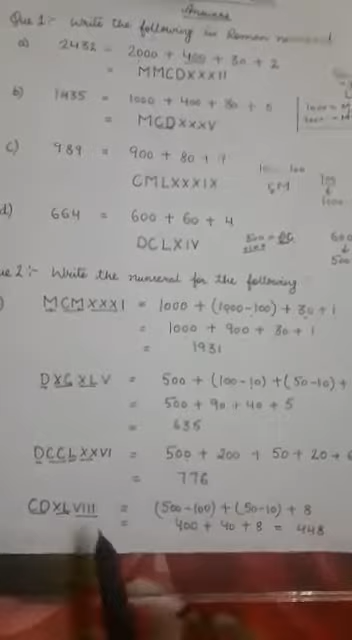 Answers
Que 1:- Write the following in Roman numeral
a) 2432 = 2000 + 400 + 30 + 2
= MMCDXXXII
b) 1435 = 1000 + 400 + 30 + 5
= MCDXXXV
c) 989 = 900 + 80 + 9
CMLXXXIX
d) 664 = 600 + 60 + 4
DCLXIV
Que 2:- Write the numeral for the following
MCMXXXI = 1000 + (1000-100) + 30 + 1
= 1000 + 900 + 30 + 1
= 1931
DXCXLV = 500 + (100-10) + (50-10) +
= 500 + 90 + 40 + 5
= 635
DCCLXXVI = 500 + 200 + 50 + 20 + 6
= 776
CDXLVIII = (500-100) + (50-10) + 8
= 400 + 40 + 8 = 448